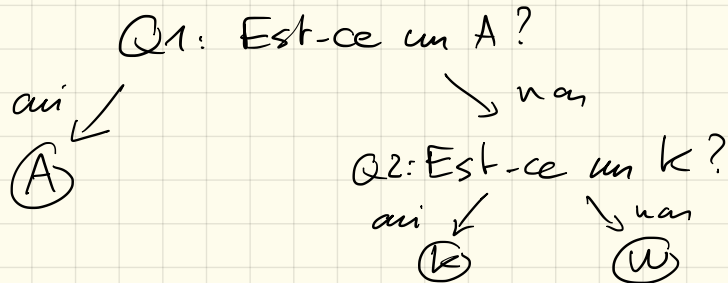 Q1: Est-ce un A?
oui non
A
Q2: Est-ce un k?
oui non
k W